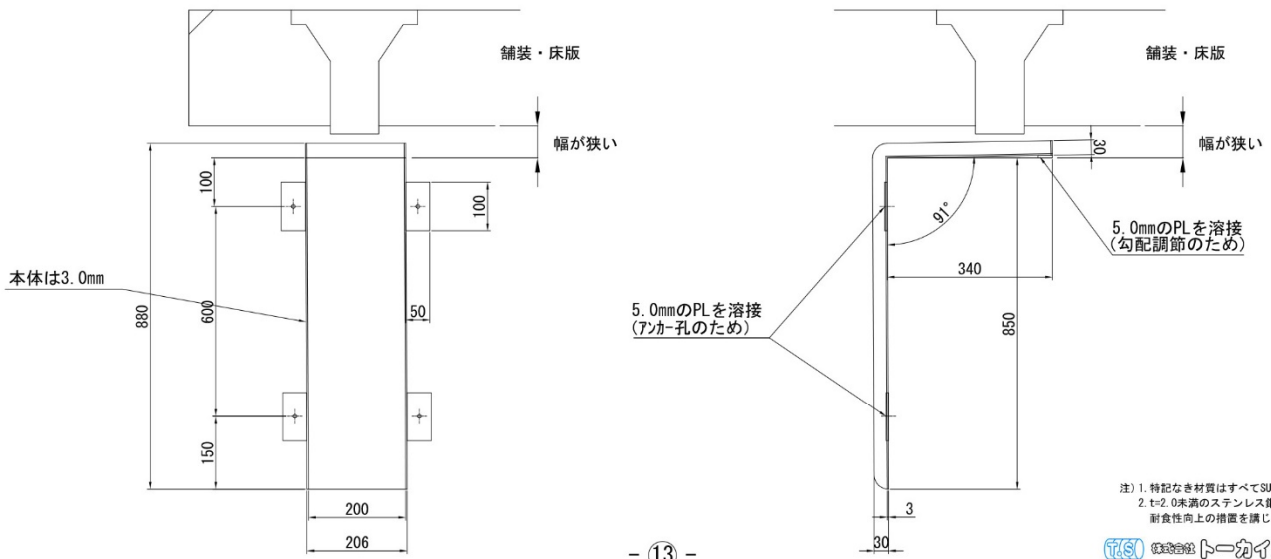 舗装・床版
幅が狭い
100
100
本体は3.0mm
880
600
50
150
200
206
舗装・床版
幅が狭い
30
91°
5.0mmのPLを溶接
(勾配調節のため)
340
5.0mmのPLを溶接
(アンカー孔のため)
850
3
30
- ⑬ -
注) 1. 特記なき材質はすべてSU
2. t=2.0未満のステンレス鋼
耐食性向上の措置を講じ
T.S 株式会社 トーカイ